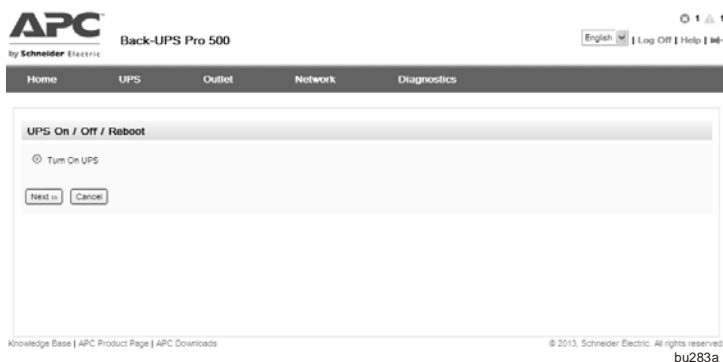 APC
by Schneider Electric
Back-UPS Pro 500
1 1
English | Log Off | Help |
Home UPS Outlet Network Diagnostics
UPS On / Off / Reboot
Turn On UPS
Next >> Cancel
Knowledge Base | APC Product Page | APC Downloads
© 2013, Schneider Electric. All rights reserved
bu283a